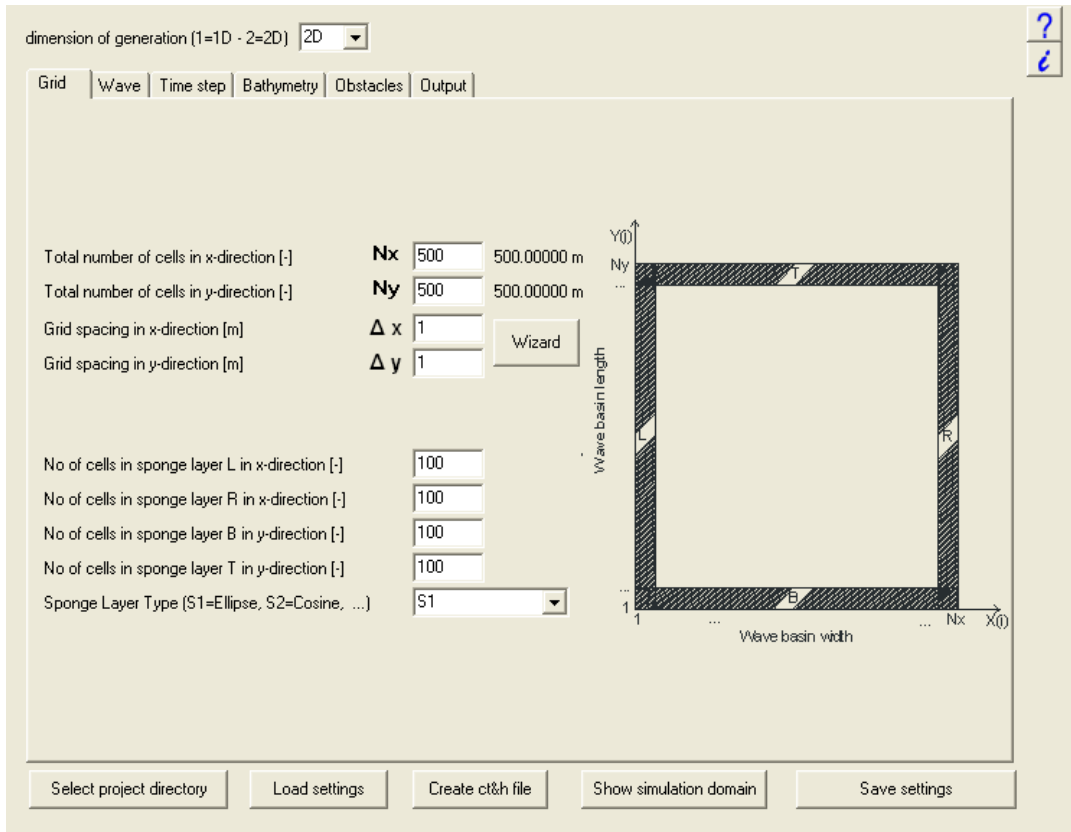 dimension of generation (1=1D - 2=2D) 2D
?
i
Grid Wave Time step Bathymetry Obstacles Output
Total number of cells in x-direction [-] Nx 500 500.00000 m
Total number of cells in y-direction [-] Ny 500 500.00000 m
Grid spacing in x-direction [m] Δ x 1
Grid spacing in y-direction [m] Δ y 1
Wizard
No of cells in sponge layer L in x-direction [-] 100
No of cells in sponge layer R in x-direction [-] 100
No of cells in sponge layer B in y-direction [-] 100
No of cells in sponge layer T in y-direction [-] 100
Sponge Layer Type (S1=Ellipse, S2=Cosine, ...) S1
Y(j)
Ny
...
T
Wave basin length
L
R
B
...
1
1 ... ... Nx X(i)
Wave basin width
Select project directory Load settings Create ct&h file Show simulation domain Save settings